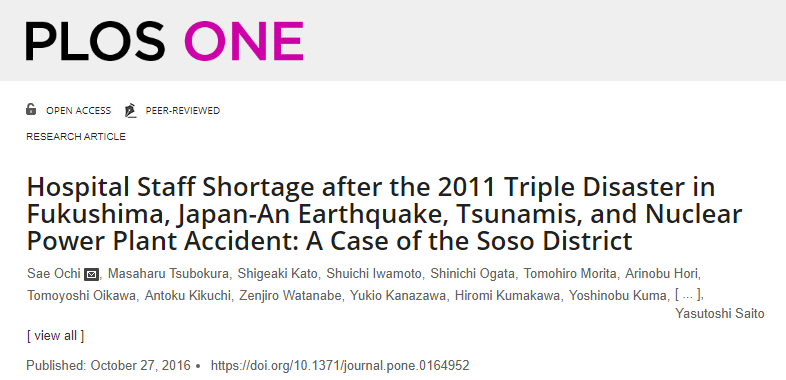 PLOS ONE
OPEN ACCESS PEER-REVIEWED
RESEARCH ARTICLE
Hospital Staff Shortage after the 2011 Triple Disaster in
Fukushima, Japan-An Earthquake, Tsunamis, and Nuclear
Power Plant Accident: A Case of the Soso District
Sae Ochi , Masaharu Tsubokura, Shigeaki Kato, Shuichi Iwamoto, Shinichi Ogata, Tomohiro Morita, Arinobu Hori,
Tomoyoshi Oikawa, Antoku Kikuchi, Zenjiro Watanabe, Yukio Kanazawa, Hiromi Kumakawa, Yoshinobu Kuma, [ ... ],
Yasutoshi Saito
[ view all ]
Published: October 27, 2016 • https://doi.org/10.1371/journal.pone.0164952